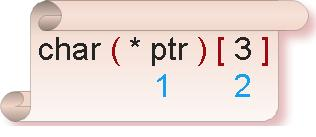 char ( * ptr ) [ 3 ]
1 2